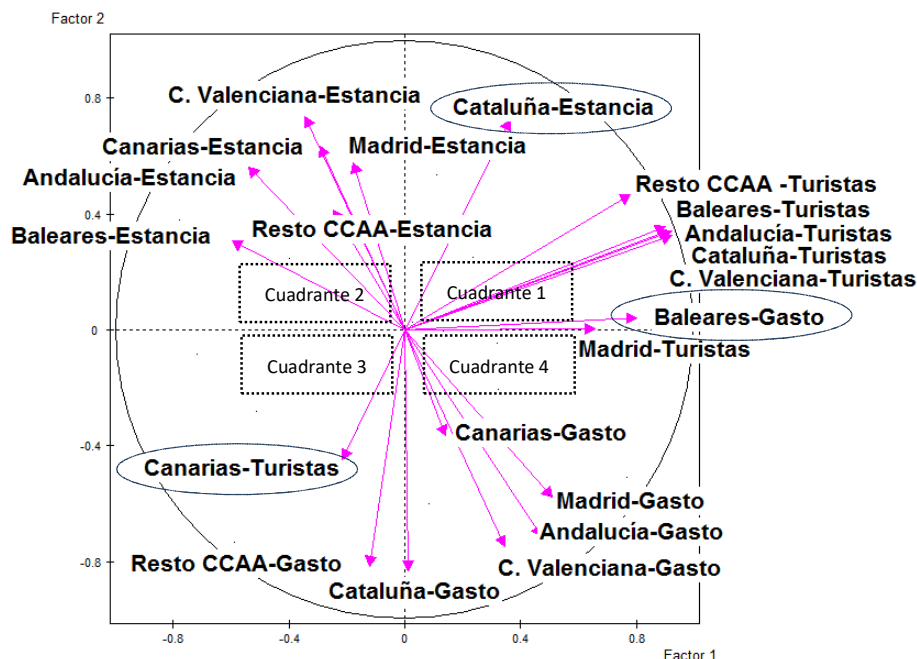 Factor 2
0.8
C. Valenciana-Estancia
Cataluña-Estancia
Canarias-Estancia
Madrid-Estancia
Andalucía-Estancia
Resto CCAA -Turistas
Baleares-Turistas
0.4
Resto CCAA-Estancia
Andalucía-Turistas
Baleares-Estancia
Cataluña-Turistas
C. Valenciana-Turistas
Cuadrante 2
Cuadrante 1
Baleares-Gasto
0
Madrid-Turistas
Cuadrante 3
Cuadrante 4
Canarias-Gasto
-0.4
Canarias-Turistas
Madrid-Gasto
Andalucía-Gasto
Resto CCAA-Gasto
C. Valenciana-Gasto
-0.8
Cataluña-Gasto
-0.8
-0.4
0
0.4
0.8
Factor 1